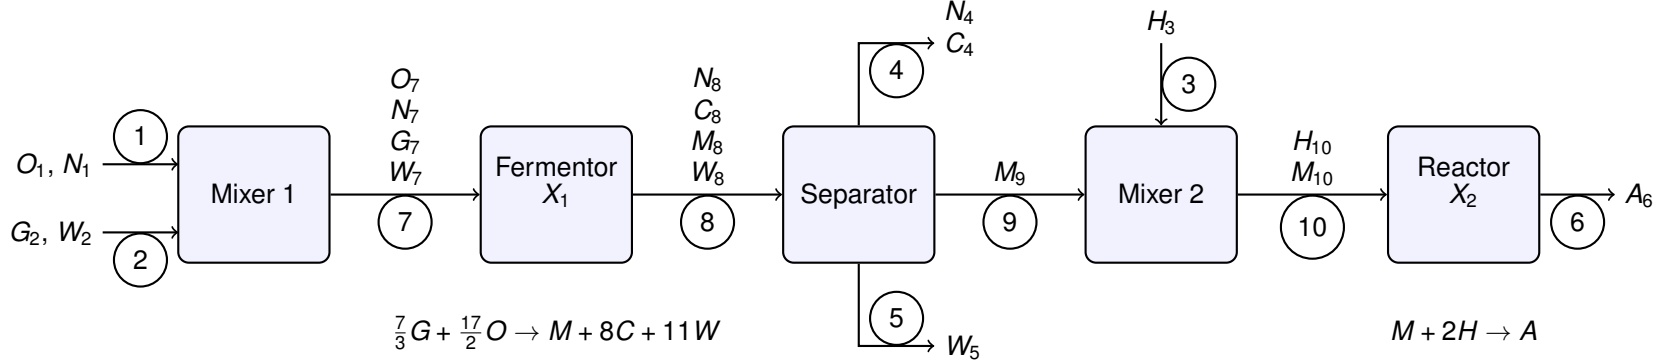 N₄
C₄
H₃
4
3
O₇
N₇
G₇
W₇
N₈
C₈
M₈
W₈
1
O₁, N₁
Mixer 1
Fermentor
X₁
Separator
M₉
Mixer 2
H₁₀
M₁₀
Reactor
X₂
A₆
G₂, W₂
2
7
8
9
10
6
5
W₅
7/3 G + 17/2 O → M + 8C + 11W
M + 2H → A